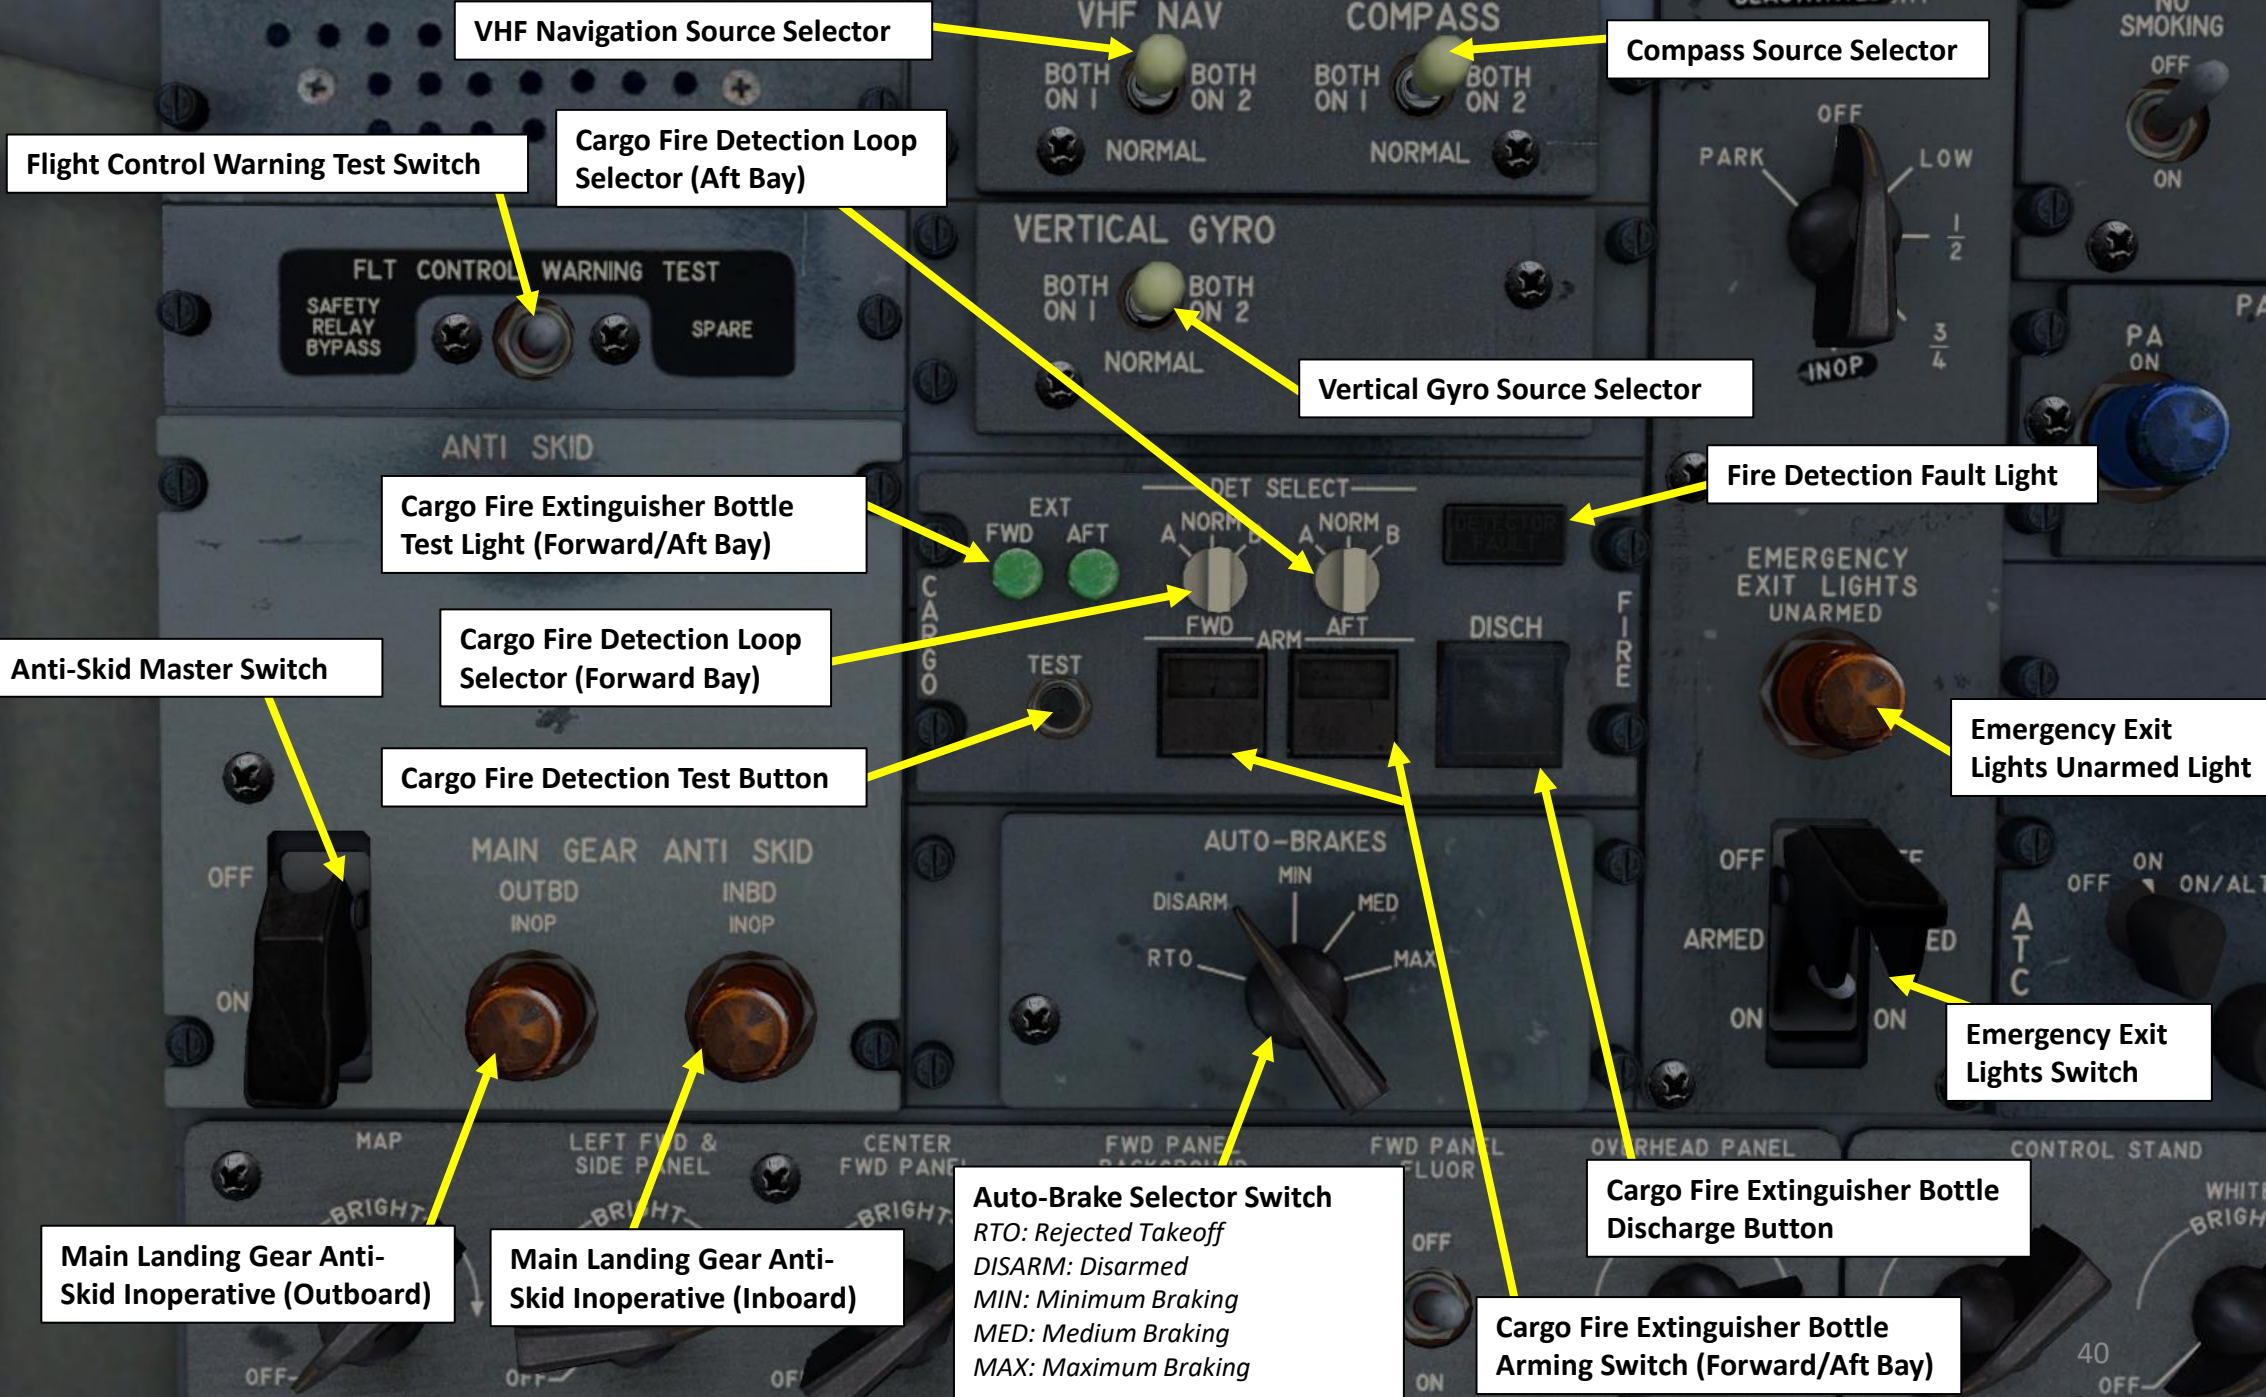 VHF Navigation Source Selector
VHF NAV
COMPASS
Compass Source Selector
NO
SMOKING
OFF
ON
BOTH
ON 1
BOTH
ON 2
NORMAL
BOTH
ON 1
BOTH
ON 2
NORMAL
Flight Control Warning Test Switch
Cargo Fire Detection Loop
Selector (Aft Bay)
OFF
PARK
LOW
1/2
3/4
INOP
VERTICAL GYRO
BOTH
ON 1
BOTH
ON 2
NORMAL
Vertical Gyro Source Selector
FLT CONTROL WARNING TEST
SAFETY
RELAY
BYPASS
SPARE
PA
PA
ON
ANTI SKID
Cargo Fire Extinguisher Bottle
Test Light (Forward/Aft Bay)
Fire Detection Fault Light
DET SELECT
EXT
FWD AFT
A NORM B
A NORM B
DETECTOR
FAULT
CARGO
FIRE
FWD
ARM
AFT
DISCH
TEST
FWD
AFT
Cargo Fire Detection Loop
Selector (Forward Bay)
Anti-Skid Master Switch
Cargo Fire Detection Test Button
EMERGENCY
EXIT LIGHTS
UNARMED
Emergency Exit
Lights Unarmed Light
OFF
ON
MAIN GEAR ANTI SKID
OUTBD
INOP
INBD
INOP
AUTO-BRAKES
RTO
DISARM
MIN
MED
MAX
OFF
ARMED
ON
ON
ATC
OFF
ON
ON/ALT
Emergency Exit
Lights Switch
MAP
LEFT FWD &
SIDE PANEL
CENTER
FWD PANEL
FWD PANEL
FWD PANEL
FLUOR
OVERHEAD PANEL
CONTROL STAND
BRIGHT
BRIGHT
BRIGHT
OFF
ON
WHITE
BRIGHT
OFF
OFF
OFF
OFF
Main Landing Gear Anti-
Skid Inoperative (Outboard)
Main Landing Gear Anti-
Skid Inoperative (Inboard)
Auto-Brake Selector Switch
RTO: Rejected Takeoff
DISARM: Disarmed
MIN: Minimum Braking
MED: Medium Braking
MAX: Maximum Braking
Cargo Fire Extinguisher Bottle
Discharge Button
Cargo Fire Extinguisher Bottle
Arming Switch (Forward/Aft Bay)
40